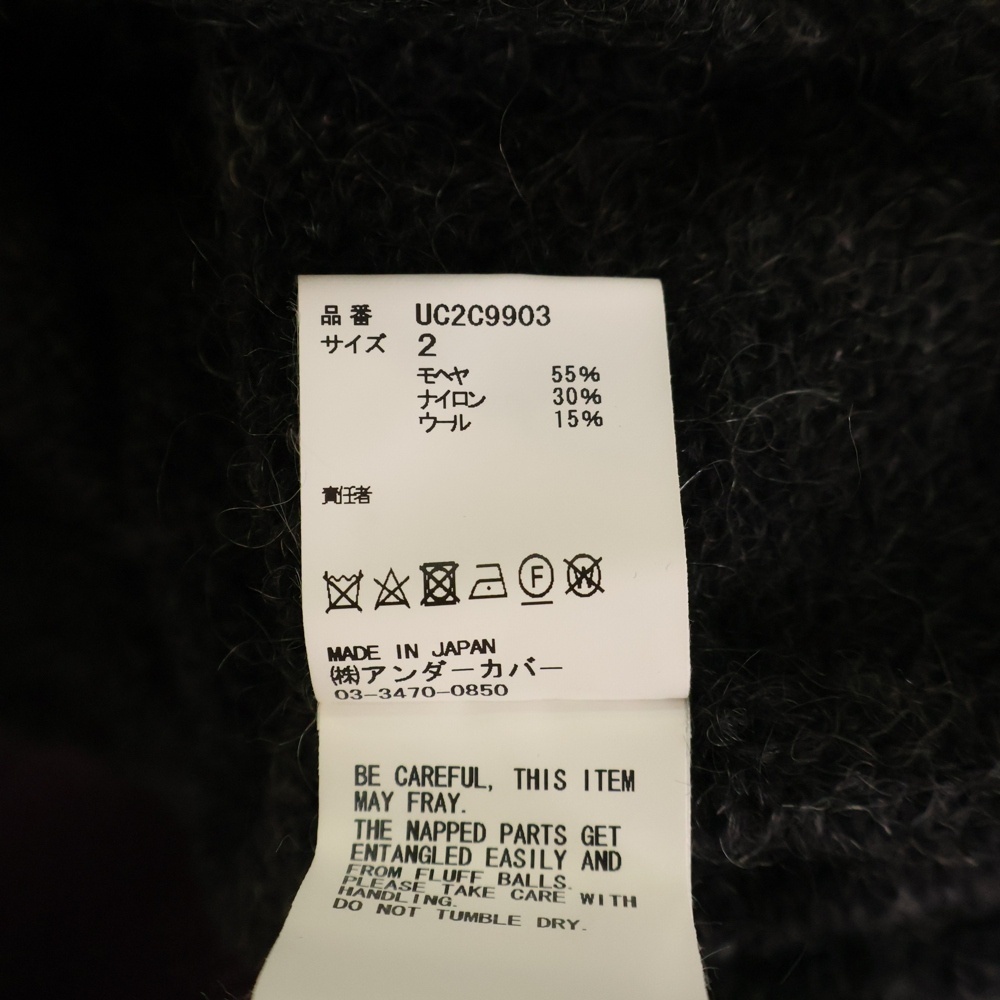 品番 UC2C9903
サイズ 2
モヘヤ 55%
ナイロン 30%
ウール 15%
責任者
F
W
MADE IN JAPAN
㈱アンダーカバー
03-3470-0850
BE CAREFUL, THIS ITEM
MAY FRAY.
THE NAPPED PARTS GET
ENTANGLED EASILY AND
FROM FLUFF BALLS.
PLEASE TAKE CARE WITH
HANDLING.
DO NOT TUMBLE DRY.